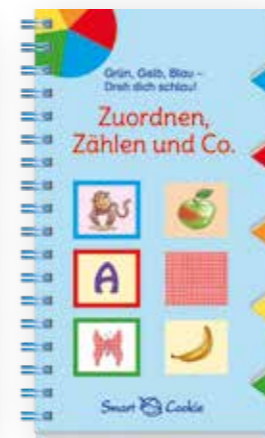 Grün, Gelb, Blau –
Dreh dich schlau!
Zuordnen,
Zählen und Co.
A
Smart Cookie